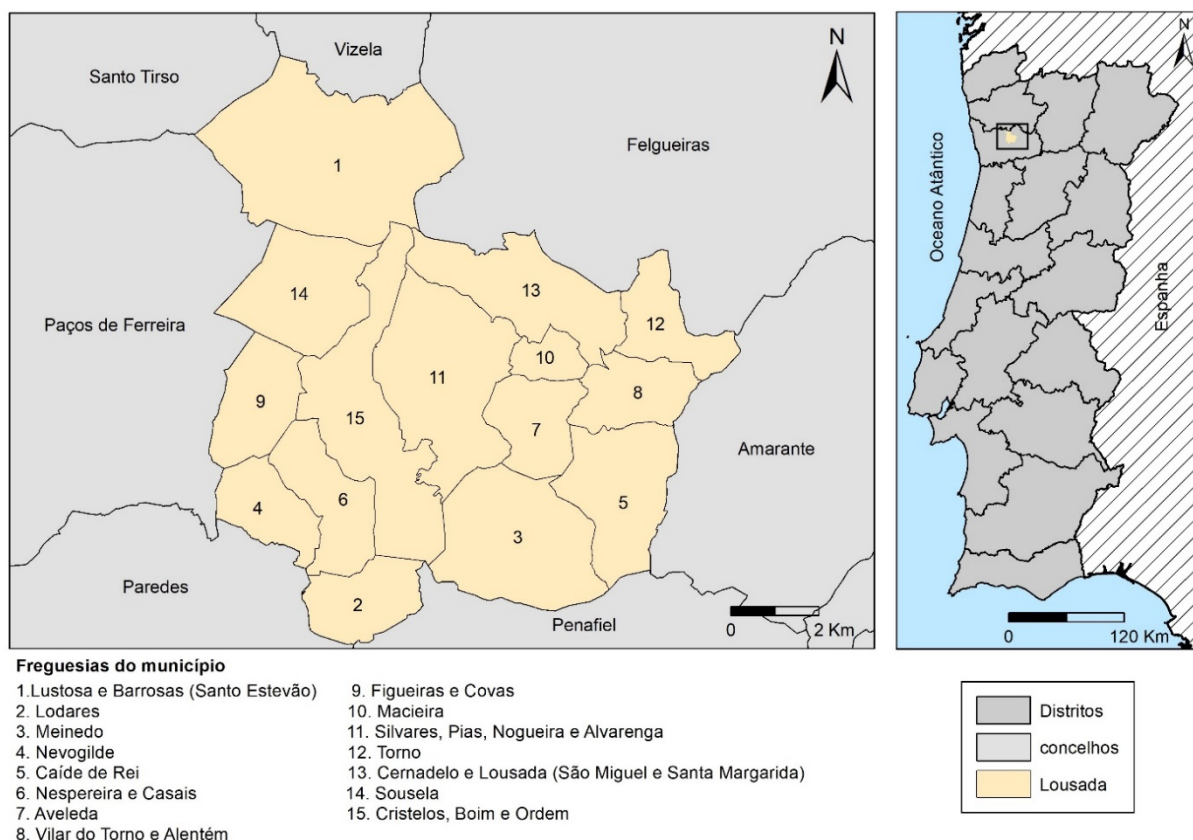 Vizela
N
Santo Tirso
Felgueiras
1
14
13
12
Paços de Ferreira
10
11
8
9
15
7
Amarante
6
4
5
3
Paredes
2
Penafiel
0 2 Km
N
Oceano Atlântico
Espanha
0 120 Km
Freguesias do município
1.Lustosa e Barrosas (Santo Estevão)
2. Lodares
3. Meinedo
4. Nevogilde
5. Caíde de Rei
6. Nespereira e Casais
7. Aveleda
8. Vilar do Torno e Alentém
9. Figueiras e Covas
10. Macieira
11. Silvares, Pias, Nogueira e Alvarenga
12. Torno
13. Cernadelo e Lousada (São Miguel e Santa Margarida)
14. Sousela
15. Cristelos, Boim e Ordem
Distritos
concelhos
Lousada